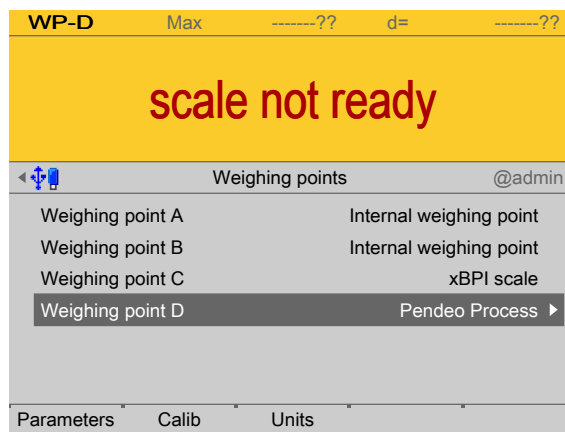 WP-D Max -------?? d= -------??
scale not ready
Weighing points @admin
Weighing point A Internal weighing point
Weighing point B Internal weighing point
Weighing point C xBPI scale
Weighing point D Pendeo Process
Parameters Calib Units